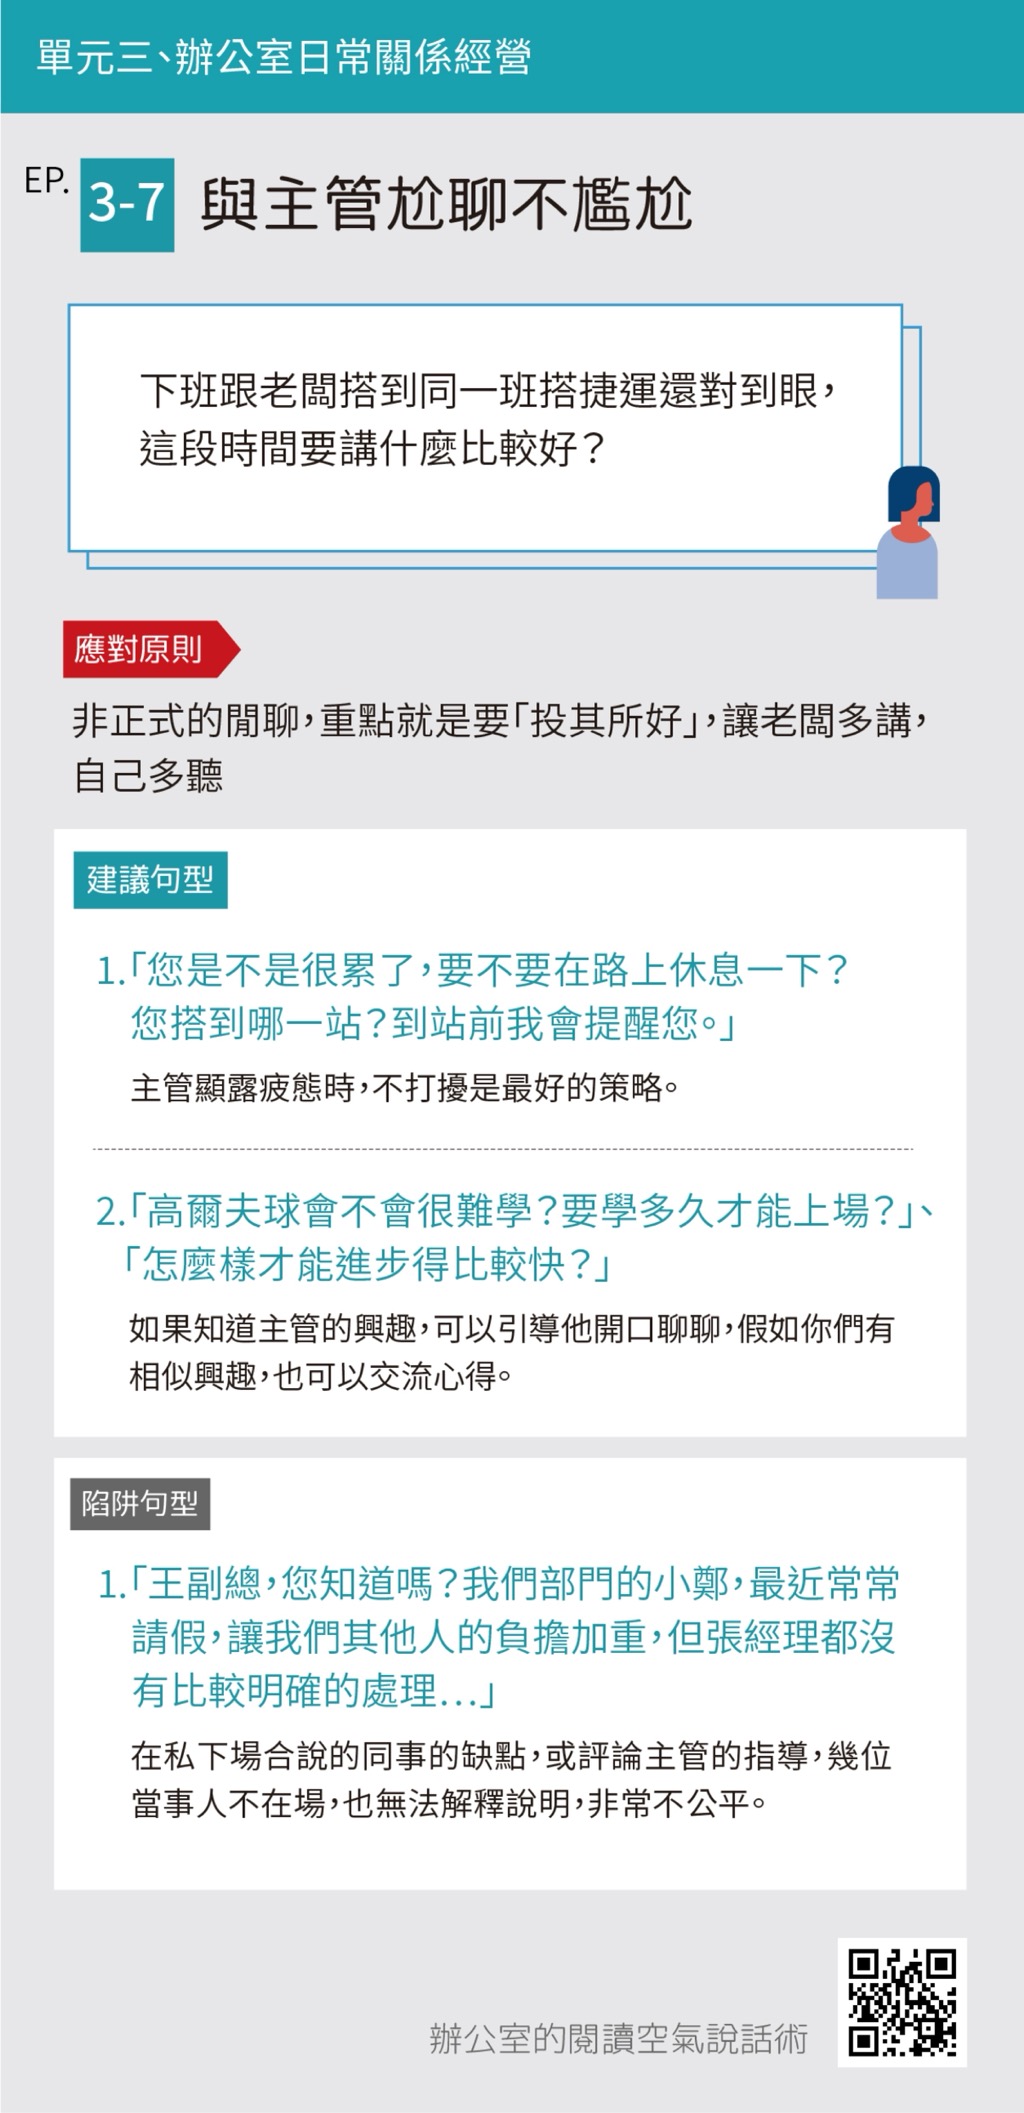 單元三、辦公室日常關係經營
EP. 3-7 與主管尬聊不尷尬
下班跟老闆搭到同一班搭捷運還對到眼，
這段時間要講什麼比較好？
應對原則
非正式的閒聊，重點就是要「投其所好」，讓老闆多講，
自己多聽
建議句型
1.「您是不是很累了，要不要在路上休息一下？
您搭到哪一站？到站前我會提醒您。」
主管顯露疲態時，不打擾是最好的策略。
2.「高爾夫球會不會很難學？要學多久才能上場？」、
「怎麼樣才能進步得比較快？」
如果知道主管的興趣，可以引導他開口聊聊，假如你們有
相似興趣，也可以交流心得。
陷阱句型
1.「王副總，您知道嗎？我們部門的小鄭，最近常常
請假，讓我們其他人的負擔加重，但張經理都沒
有比較明確的處理…」
在私下場合說的同事的缺點，或評論主管的指導，幾位
當事人不在場，也無法解釋說明，非常不公平。
辦公室的閱讀空氣說話術